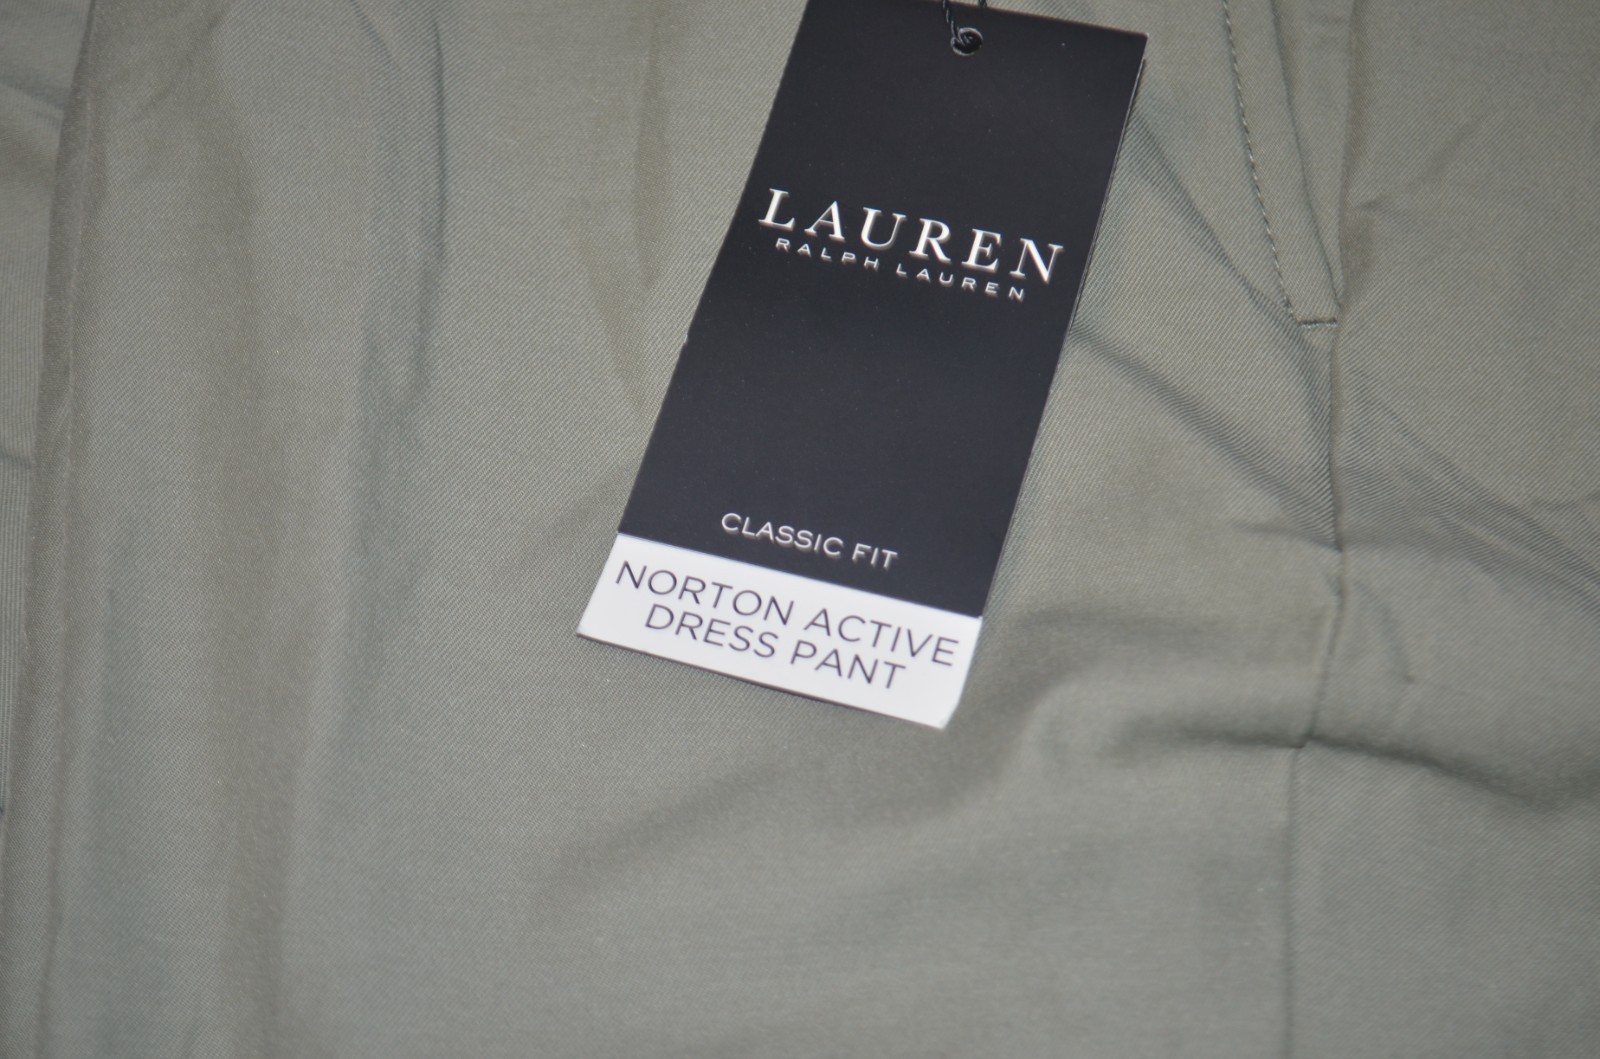 LAUREN
RALPH LAUREN
CLASSIC FIT
NORTON ACTIVE
DRESS PANT